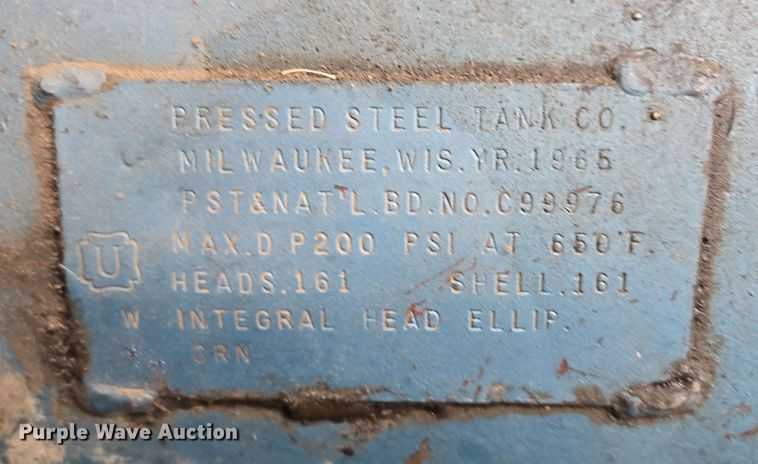 PRESSED STEEL TANK CO.
MILWAUKEE, WIS. YR. 1965
PST & NAT'L. BD. NO. C99976
U MAX. D P200 PSI AT 650°F.
HEADS .161 SHELL .161
W INTEGRAL HEAD ELLIP.
CRN
Purple Wave Auction